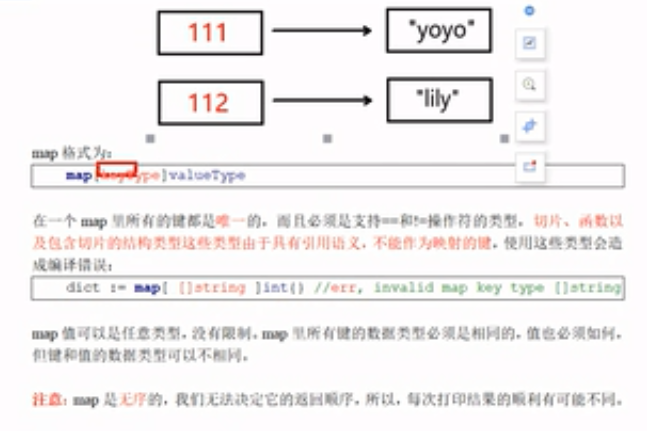 111 "yoyo"
112 "lily"
map 格式为:
map[keyType]valueType
在一个 map 里所有的键都是唯一的，而且必须是支持==和!=操作符的类型，切片、函数以
及包含切片的结构类型这些类型由于具有引用语义，不能作为映射的键，使用这些类型会造
成编译错误：
dict := map[ []string ]int{} //err, invalid map key type []string
map 值可以是任意类型，没有限制。map 里所有键的数据类型必须是相同的，值也必须如何，
但键和值的数据类型可以不相同。
注意：map 是无序的，我们无法决定它的返回顺序，所以，每次打印结果的顺利有可能不同。